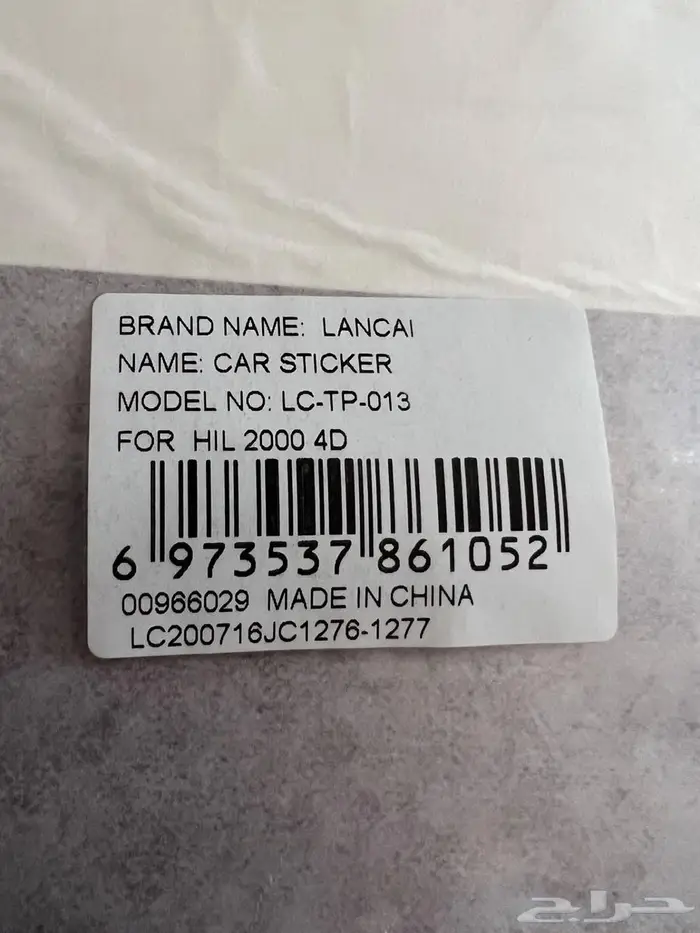 BRAND NAME: LANCAI
NAME: CAR STICKER
MODEL NO: LC-TP-013
FOR HIL 2000 4D
6 973537 861052
00966029 MADE IN CHINA
LC200716JC1276-1277
حراج